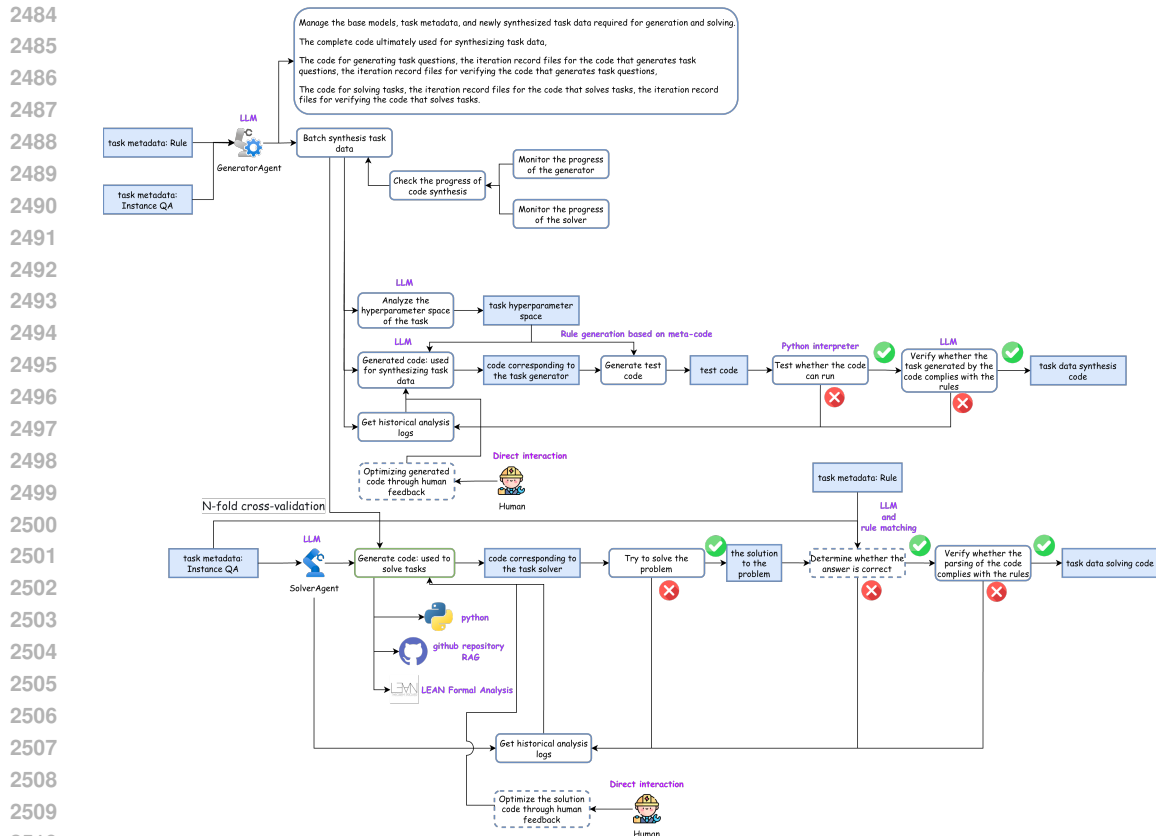 2484
2485
2486
2487
2488
2489
2490
2491
2492
2493
2494
2495
2496
2497
2498
2499
2500
2501
2502
2503
2504
2505
2506
2507
2508
2509
Manage the base models, task metadata, and newly synthesized task data required for generation and solving.
The complete code ultimately used for synthesizing task data,
The code for generating task questions, the iteration record files for the code that generates task
questions, the iteration record files for verifying the code that generates task questions,
The code for solving tasks, the iteration record files for the code that solves tasks, the iteration record
files for verifying the code that solves tasks.
task metadata: Rule
LLM
GeneratorAgent
task metadata:
Instance QA
Batch synthesis task
data
Check the progress of
code synthesis
Monitor the progress
of the generator
Monitor the progress
of the solver
LLM
Analyze the
hyperparameter space
of the task
task hyperparameter
space
Rule generation based on meta-code
LLM
Generated code: used
for synthesizing task
data
code corresponding to
the task generator
Generate test
code
test code
Python interpreter
Test whether the code
can run
LLM
Verify whether the
task generated by the
code complies with the
rules
task data synthesis
code
Get historical analysis
logs
Optimizing generated
code through human
feedback
Direct interaction
Human
task metadata: Rule
LLM
and
rule matching
N-fold cross-validation
task metadata:
Instance QA
LLM
SolverAgent
Generate code: used to
solve tasks
code corresponding to
the task solver
Try to solve the
problem
the solution
to the
problem
Determine whether the
answer is correct
Verify whether the
parsing of the code
complies with the rules
task data solving code
python
github repository
RAG
LEAN Formal Analysis
Get historical analysis
logs
Optimize the solution
code through human
feedback
Direct interaction
Human